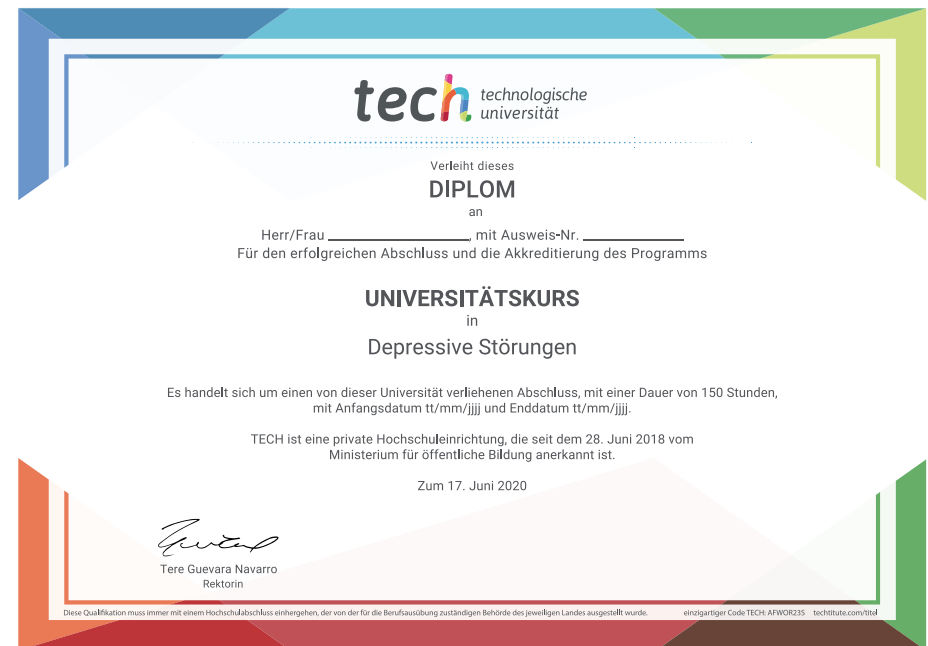 tech technologische
universität
Verleiht dieses
DIPLOM
an
Herr/Frau ____________________, mit Ausweis-Nr. ______________
Für den erfolgreichen Abschluss und die Akkreditierung des Programms
UNIVERSITÄTSKURS
in
Depressive Störungen
Es handelt sich um einen von dieser Universität verliehenen Abschluss, mit einer Dauer von 150 Stunden,
mit Anfangsdatum tt/mm/jjjj und Enddatum tt/mm/jjjj.
TECH ist eine private Hochschuleinrichtung, die seit dem 28. Juni 2018 vom
Ministerium für öffentliche Bildung anerkannt ist.
Zum 17. Juni 2020
Tere Guevara Navarro
Rektorin
Diese Qualifikation muss immer mit einem Hochschulabschluss einhergehen, der von der für die Berufsausübung zuständigen Behörde des jeweiligen Landes ausgestellt wurde. einzigartiger Code TECH: AFWOR23S techtitute.com/titel